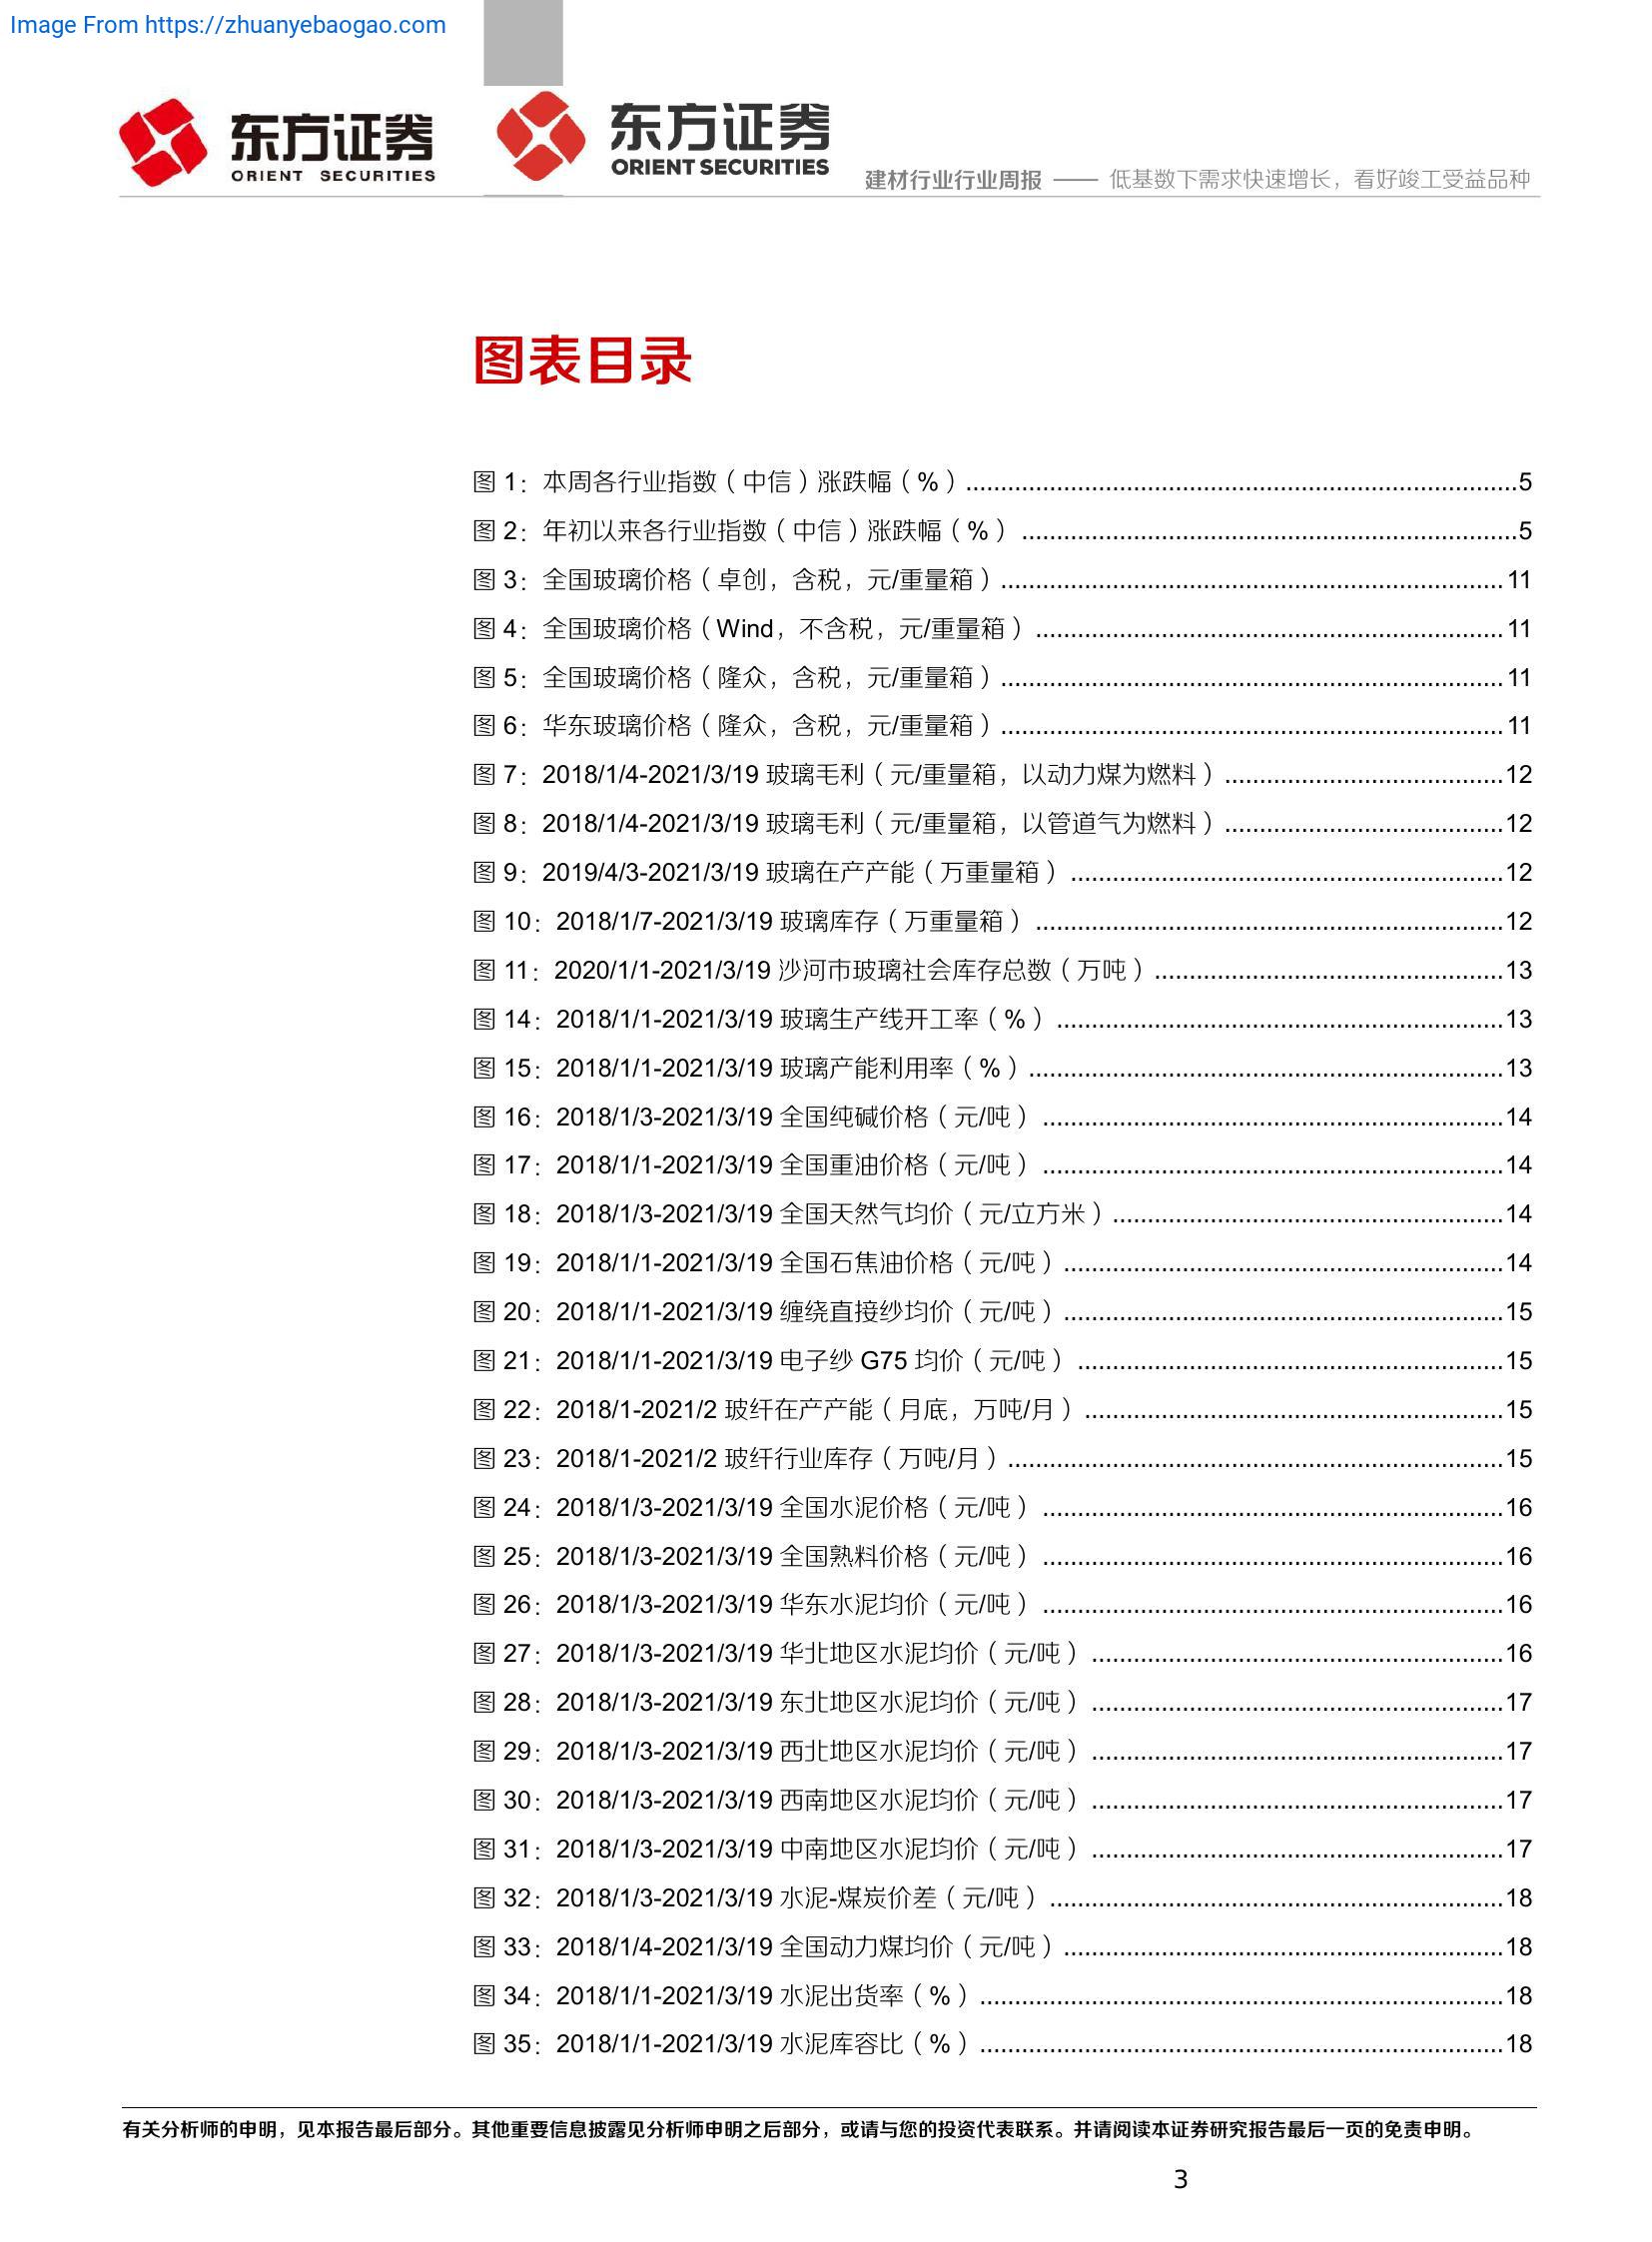 Image From https://zhuanyebaogao.com
东方证券
ORIENT SECURITIES
东方证券
ORIENT SECURITIES
建材行业行业周报 —— 低基数下需求快速增长，看好竣工受益品种
图表目录
图 1：本周各行业指数（中信）涨跌幅（%）5
图 2：年初以来各行业指数（中信）涨跌幅（%）5
图 3：全国玻璃价格（卓创，含税，元/重量箱）11
图 4：全国玻璃价格（Wind，不含税，元/重量箱）11
图 5：全国玻璃价格（隆众，含税，元/重量箱）11
图 6：华东玻璃价格（隆众，含税，元/重量箱）11
图 7：2018/1/4-2021/3/19 玻璃毛利（元/重量箱，以动力煤为燃料）12
图 8：2018/1/4-2021/3/19 玻璃毛利（元/重量箱，以管道气为燃料）12
图 9：2019/4/3-2021/3/19 玻璃在产产能（万重量箱）12
图 10：2018/1/7-2021/3/19 玻璃库存（万重量箱）12
图 11：2020/1/1-2021/3/19 沙河市玻璃社会库存总数（万吨）13
图 14：2018/1/1-2021/3/19 玻璃生产线开工率（%）13
图 15：2018/1/1-2021/3/19 玻璃产能利用率（%）13
图 16：2018/1/3-2021/3/19 全国纯碱价格（元/吨）14
图 17：2018/1/1-2021/3/19 全国重油价格（元/吨）14
图 18：2018/1/3-2021/3/19 全国天然气均价（元/立方米）14
图 19：2018/1/1-2021/3/19 全国石焦油价格（元/吨）14
图 20：2018/1/1-2021/3/19 缠绕直接纱均价（元/吨）15
图 21：2018/1/1-2021/3/19 电子纱 G75 均价（元/吨）15
图 22：2018/1-2021/2 玻纤在产产能（月底，万吨/月）15
图 23：2018/1-2021/2 玻纤行业库存（万吨/月）15
图 24：2018/1/3-2021/3/19 全国水泥价格（元/吨）16
图 25：2018/1/3-2021/3/19 全国熟料价格（元/吨）16
图 26：2018/1/3-2021/3/19 华东水泥均价（元/吨）16
图 27：2018/1/3-2021/3/19 华北地区水泥均价（元/吨）16
图 28：2018/1/3-2021/3/19 东北地区水泥均价（元/吨）17
图 29：2018/1/3-2021/3/19 西北地区水泥均价（元/吨）17
图 30：2018/1/3-2021/3/19 西南地区水泥均价（元/吨）17
图 31：2018/1/3-2021/3/19 中南地区水泥均价（元/吨）17
图 32：2018/1/3-2021/3/19 水泥-煤炭价差（元/吨）18
图 33：2018/1/4-2021/3/19 全国动力煤均价（元/吨）18
图 34：2018/1/1-2021/3/19 水泥出货率（%）18
图 35：2018/1/1-2021/3/19 水泥库容比（%）18
有关分析师的申明，见本报告最后部分。其他重要信息披露见分析师申明之后部分，或请与您的投资代表联系。并请阅读本证券研究报告最后一页的免责申明。
3